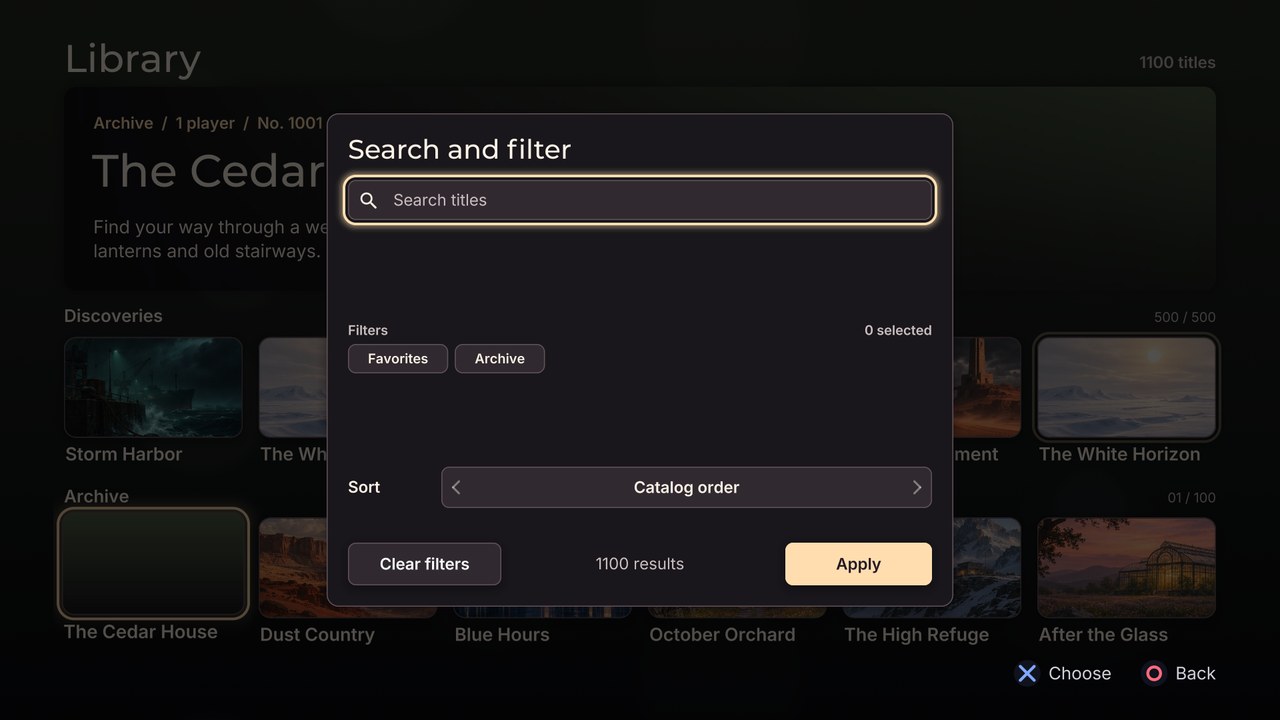 Library
1100 titles
Archive / 1 player / No. 1001
The Cedar
Find your way through a we
lanterns and old stairways.
Search and filter
Search titles
Filters
0 selected
Favorites
Archive
Sort
Catalog order
Clear filters
1100 results
Apply
Discoveries
500 / 500
Storm Harbor
The Wh
ment
The White Horizon
Archive
01 / 100
The Cedar House
Dust Country
Blue Hours
October Orchard
The High Refuge
After the Glass
Choose
Back